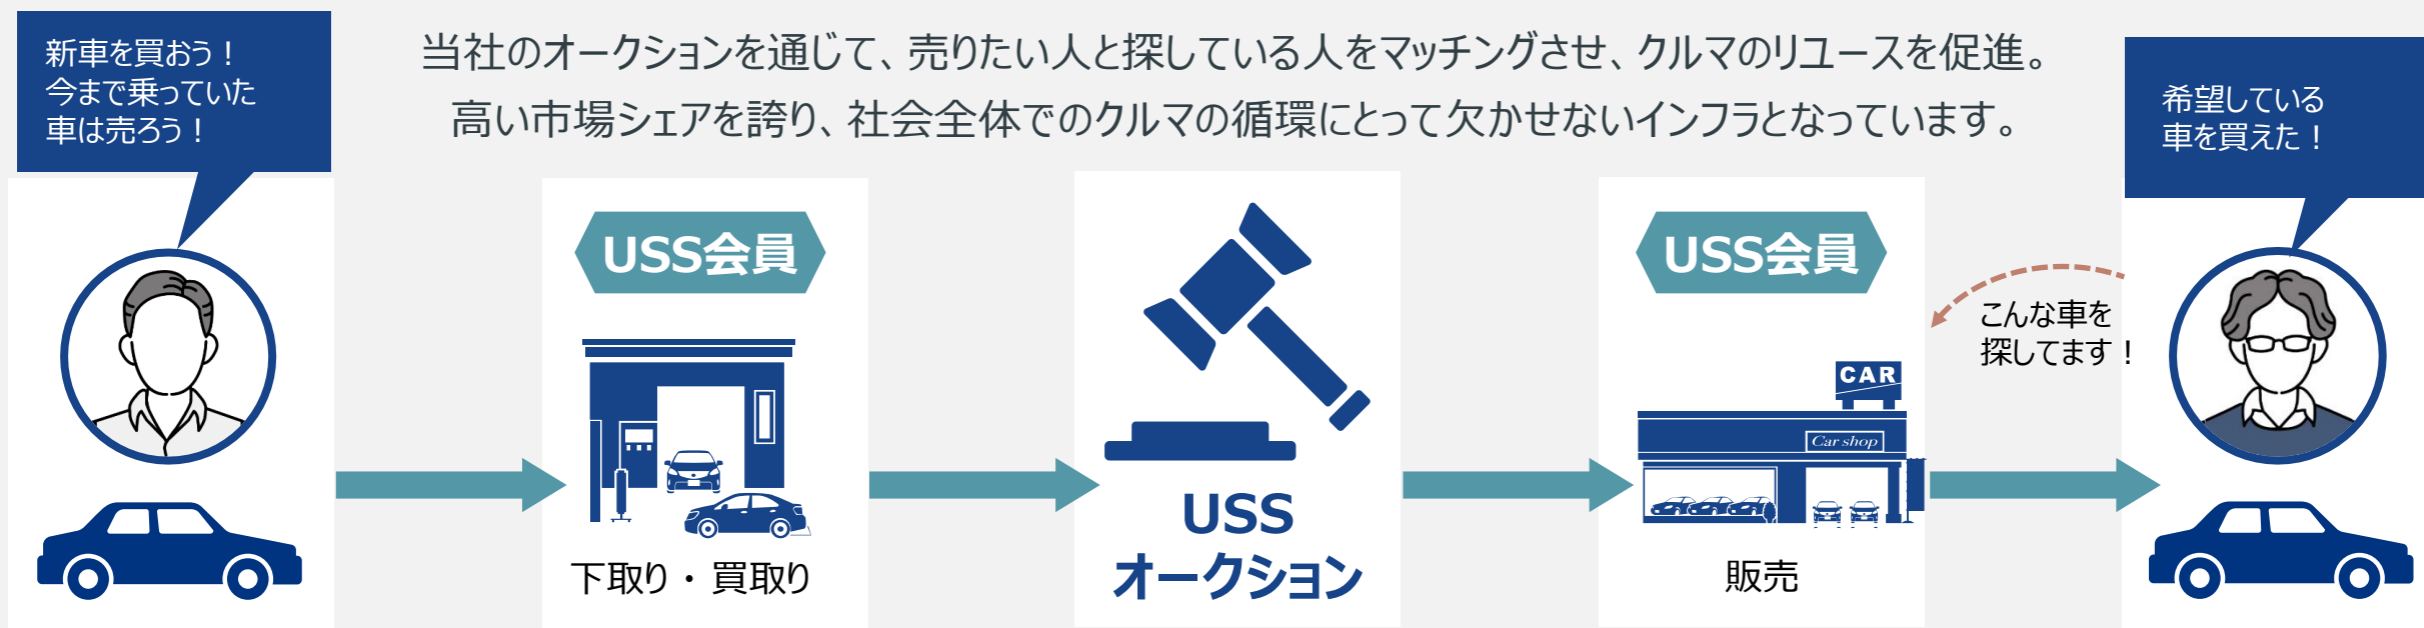 新車を買おう！
今まで乗っていた
車は売ろう！
当社のオークションを通じて、売りたい人と探している人をマッチングさせ、クルマのリユースを促進。
高い市場シェアを誇り、社会全体でのクルマの循環にとって欠かせないインフラとなっています。
希望している
車を買えた！
USS会員
下取り・買取り
USS
オークション
USS会員
CAR
Car shop
販売
こんな車を
探してます！